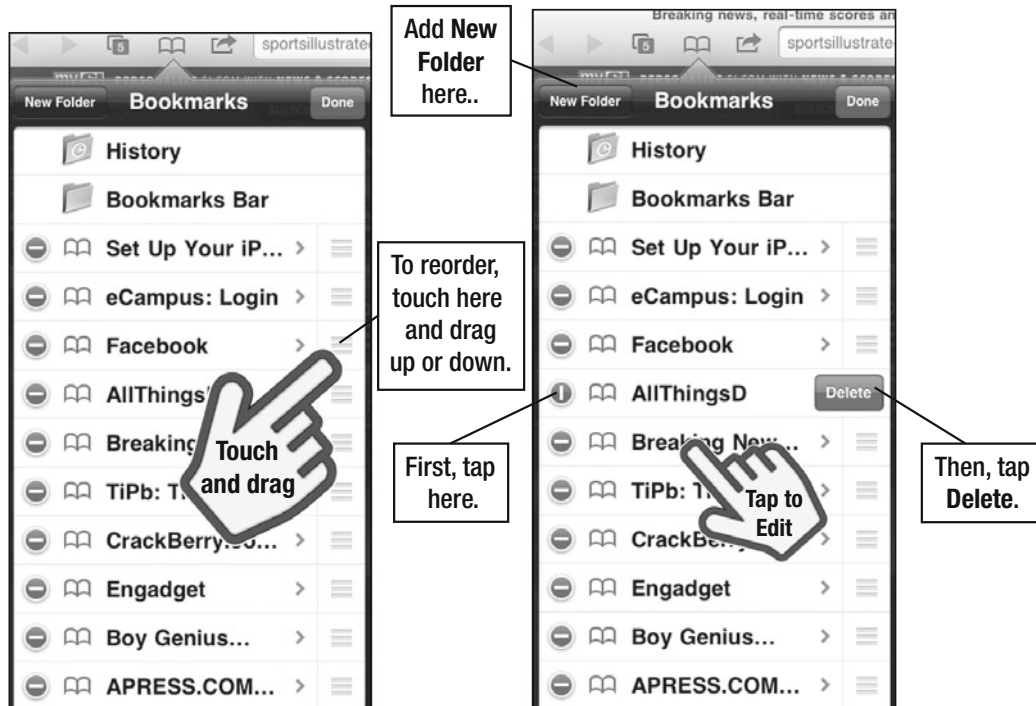 5
sportsillustrate
New Folder
Bookmarks
Done
History
Bookmarks Bar
Set Up Your iP...
eCampus: Login
Facebook
AllThings
Breaking
TiPb:
CrackBerry.co...
Engadget
Boy Genius...
APRESS.COM...
Touch
and drag
Add New
Folder
here..
To reorder,
touch here
and drag
up or down.
First, tap
here.
Breaking news, real-time scores an
5
sportsillustrate
New Folder
Bookmarks
Done
History
Bookmarks Bar
Set Up Your iP...
eCampus: Login
Facebook
AllThingsD
Delete
Breaking New...
TiPb:
CrackBe
Engadget
Boy Genius...
APRESS.COM...
Tap to
Edit
Then, tap
Delete.